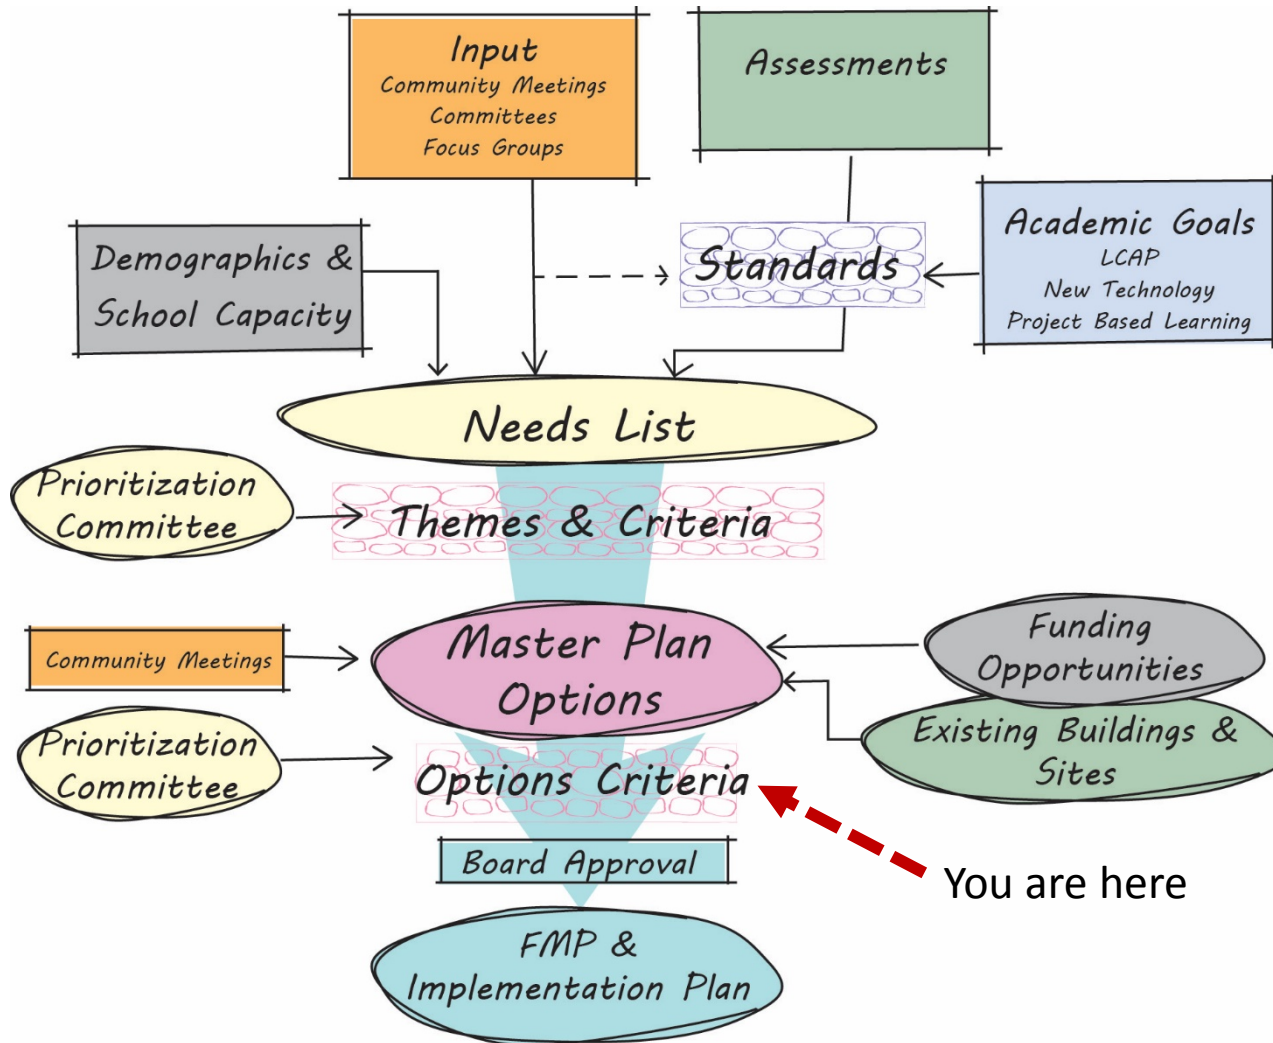 Input
Community Meetings
Committees
Focus Groups
Assessments
Demographics &
School Capacity
Standards
Academic Goals
LCAP
New Technology
Project Based Learning
Needs List
Prioritization
Committee
Themes & Criteria
Community Meetings
Master Plan
Options
Funding
Opportunities
Existing Buildings &
Sites
Prioritization
Committee
Options Criteria
Board Approval
You are here
FMP &
Implementation Plan